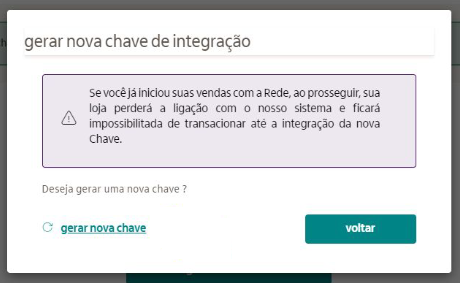 gerar nova chave de integração
Se você já iniciou suas vendas com a Rede, ao prosseguir, sua
loja perderá a ligação com o nosso sistema e ficará
impossibilitada de transacionar até a integração da nova
Chave.
Deseja gerar uma nova chave ?
gerar nova chave
voltar